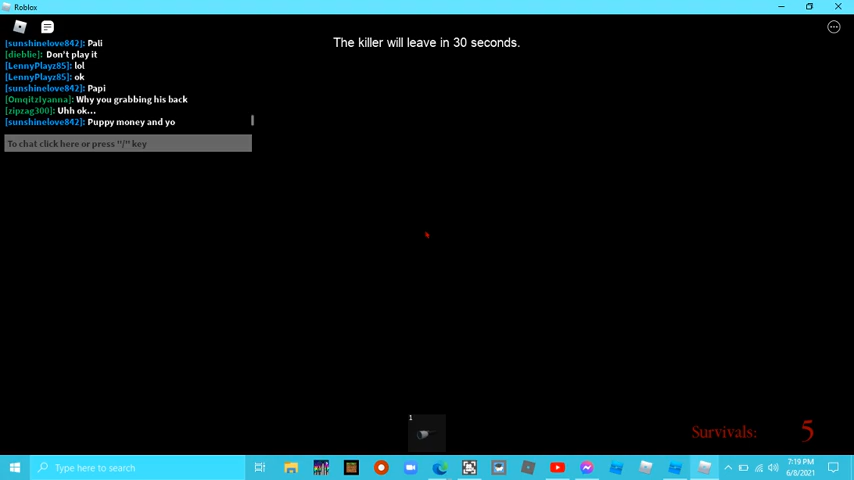 Roblox
[sunshinelove842]: Pali
[dieblie]: Don't play it
[LennyPlayz85]: lol
[LennyPlayz85]: ok
[sunshinelove842]: Papi
[OmqitzIyanna]: Why you grabbing his back
[zipzag300]: Uhh ok...
[sunshinelove842]: Puppy money and yo
To chat click here or press "/" key
The killer will leave in 30 seconds.
1
Survivals: 5
Type here to search
7:19 PM
6/8/2021